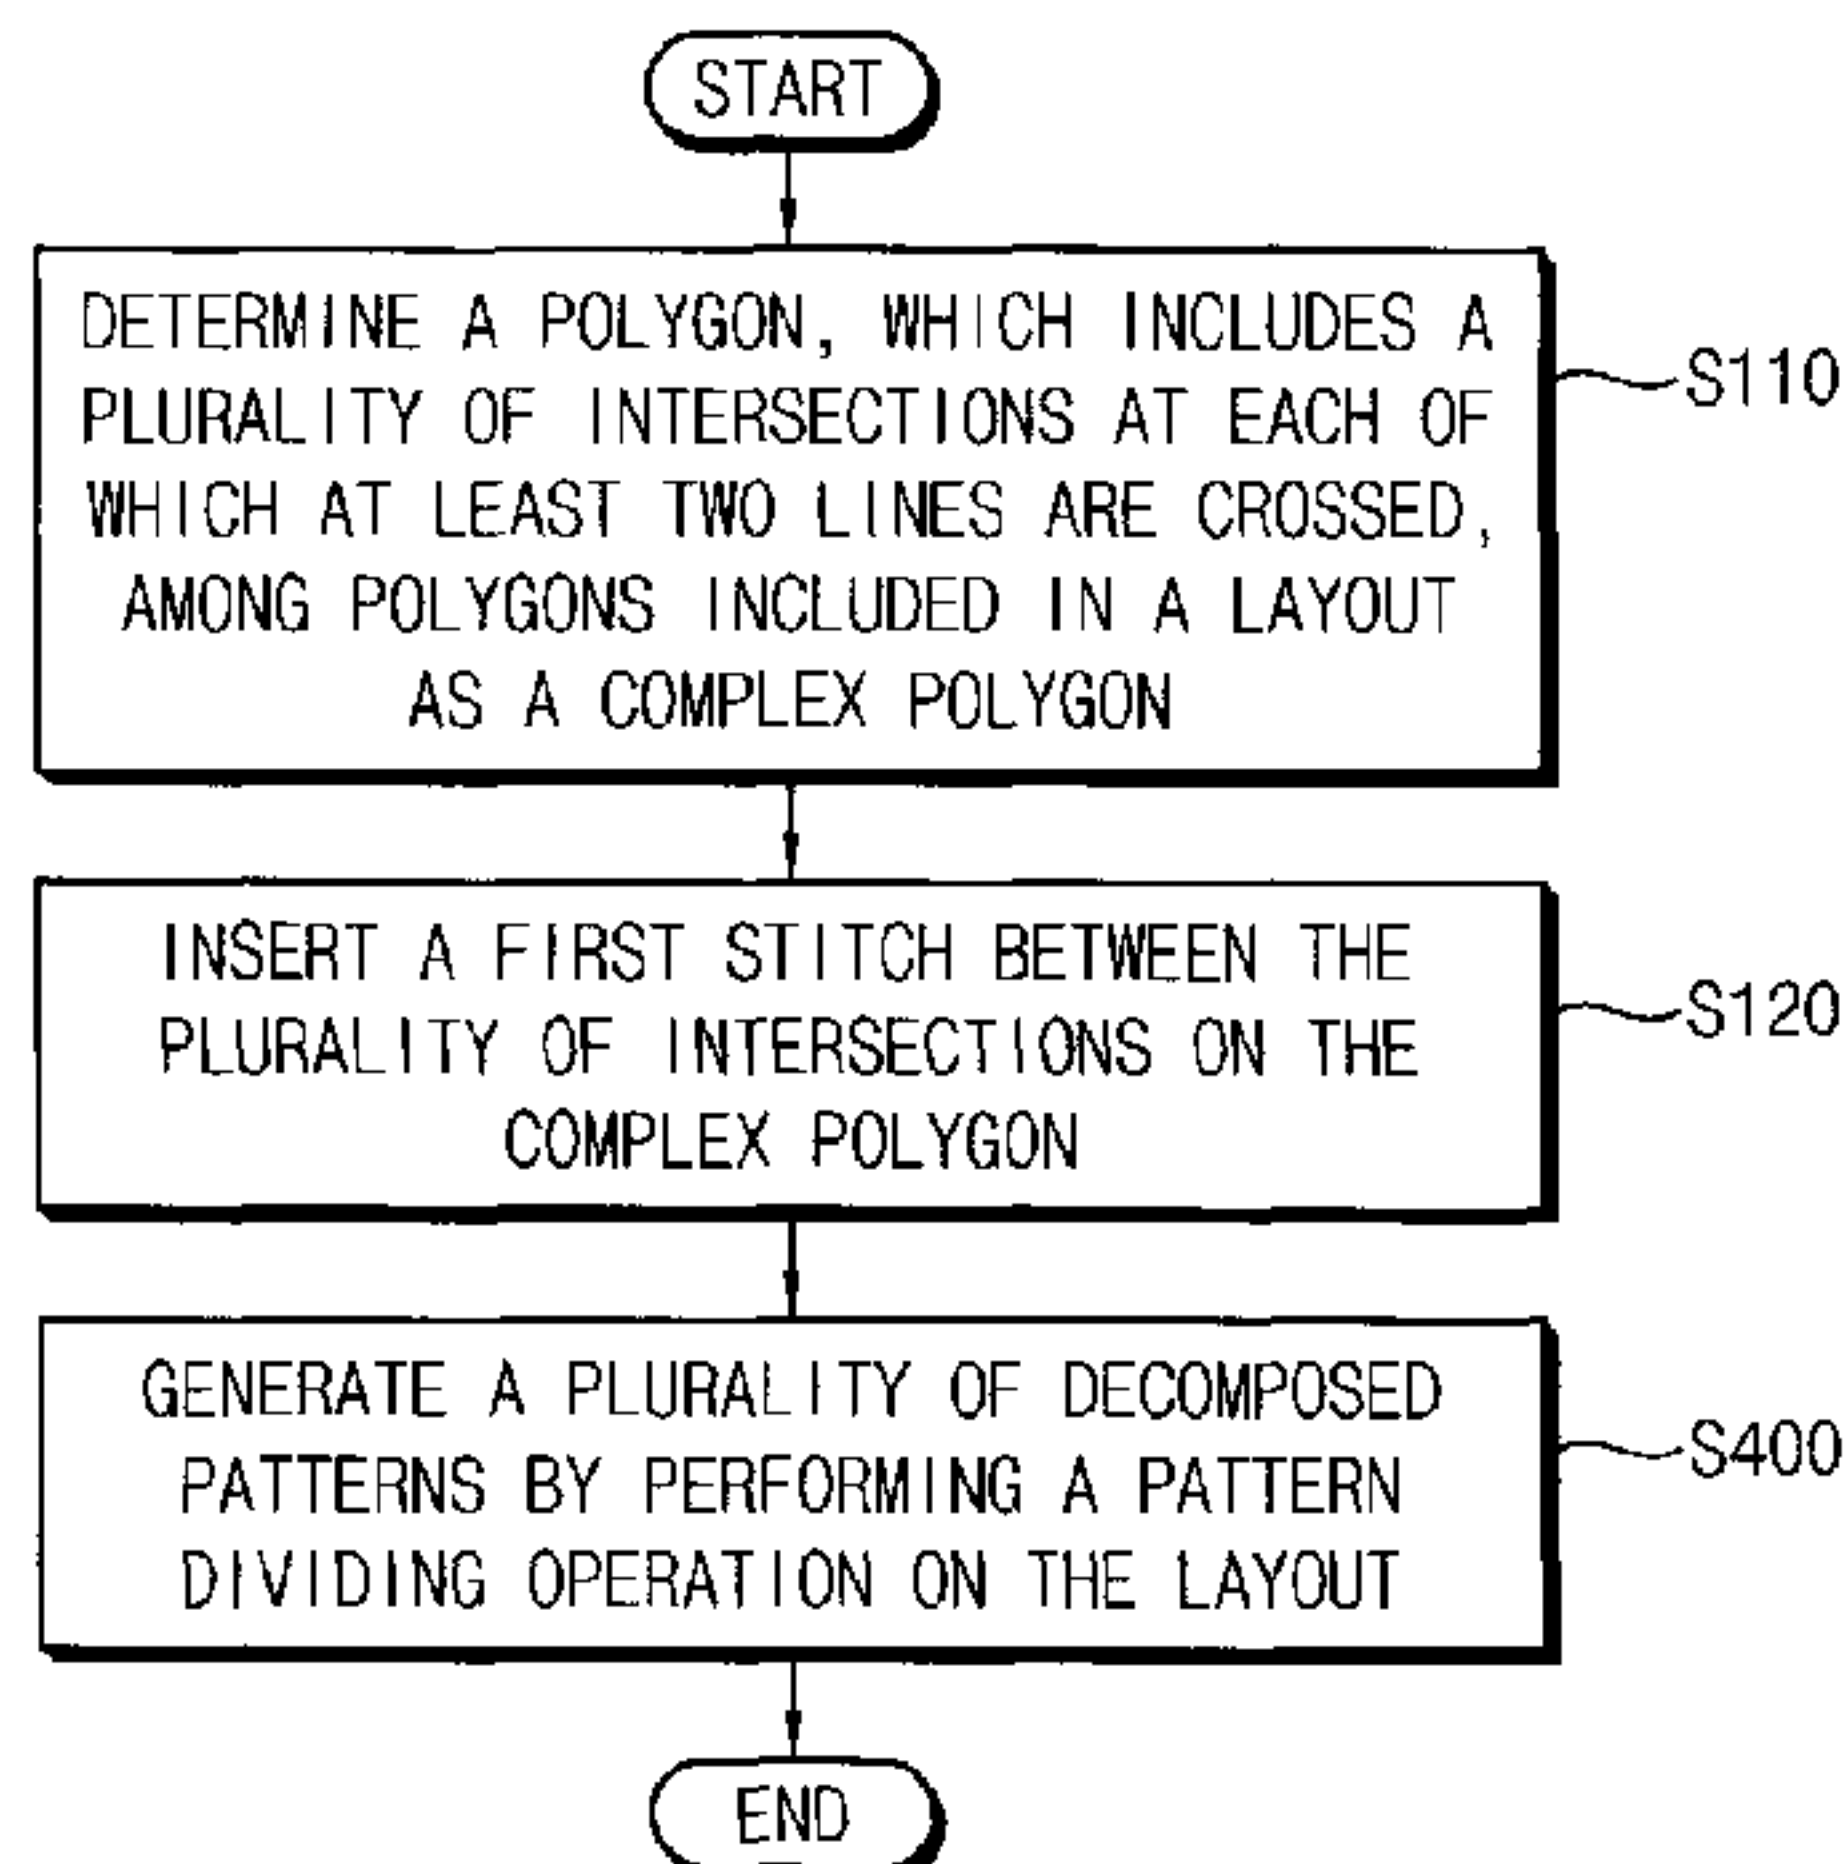 START
DETERMINE A POLYGON, WHICH INCLUDES A
PLURALITY OF INTERSECTIONS AT EACH OF
WHICH AT LEAST TWO LINES ARE CROSSED,
AMONG POLYGONS INCLUDED IN A LAYOUT
AS A COMPLEX POLYGON
S110
INSERT A FIRST STITCH BETWEEN THE
PLURALITY OF INTERSECTIONS ON THE
COMPLEX POLYGON
S120
GENERATE A PLURALITY OF DECOMPOSED
PATTERNS BY PERFORMING A PATTERN
DIVIDING OPERATION ON THE LAYOUT
S400
END